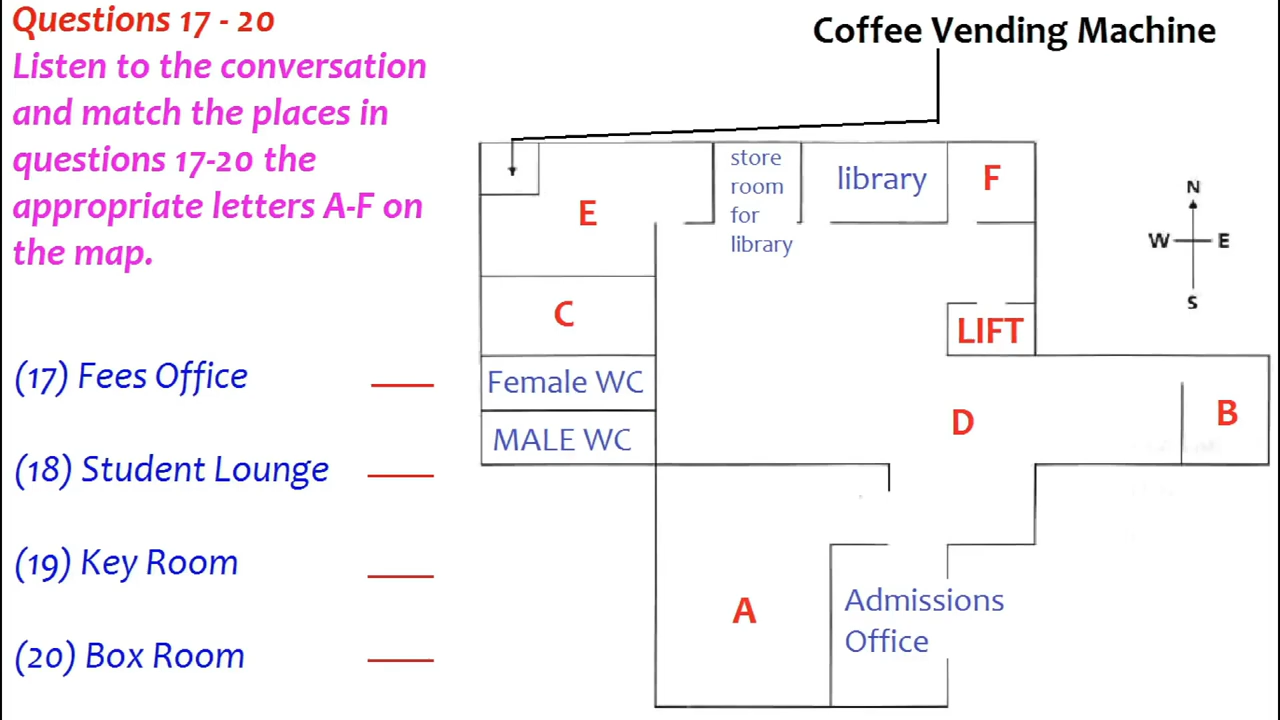 Questions 17 - 20
Listen to the conversation
and match the places in
questions 17-20 the
appropriate letters A-F on
the map.
(17) Fees Office
(18) Student Lounge
(19) Key Room
(20) Box Room
Coffee Vending Machine
store
room
for
library
library
F
E
C
LIFT
Female WC
MALE WC
D
B
A
Admissions
Office
N
W E
S